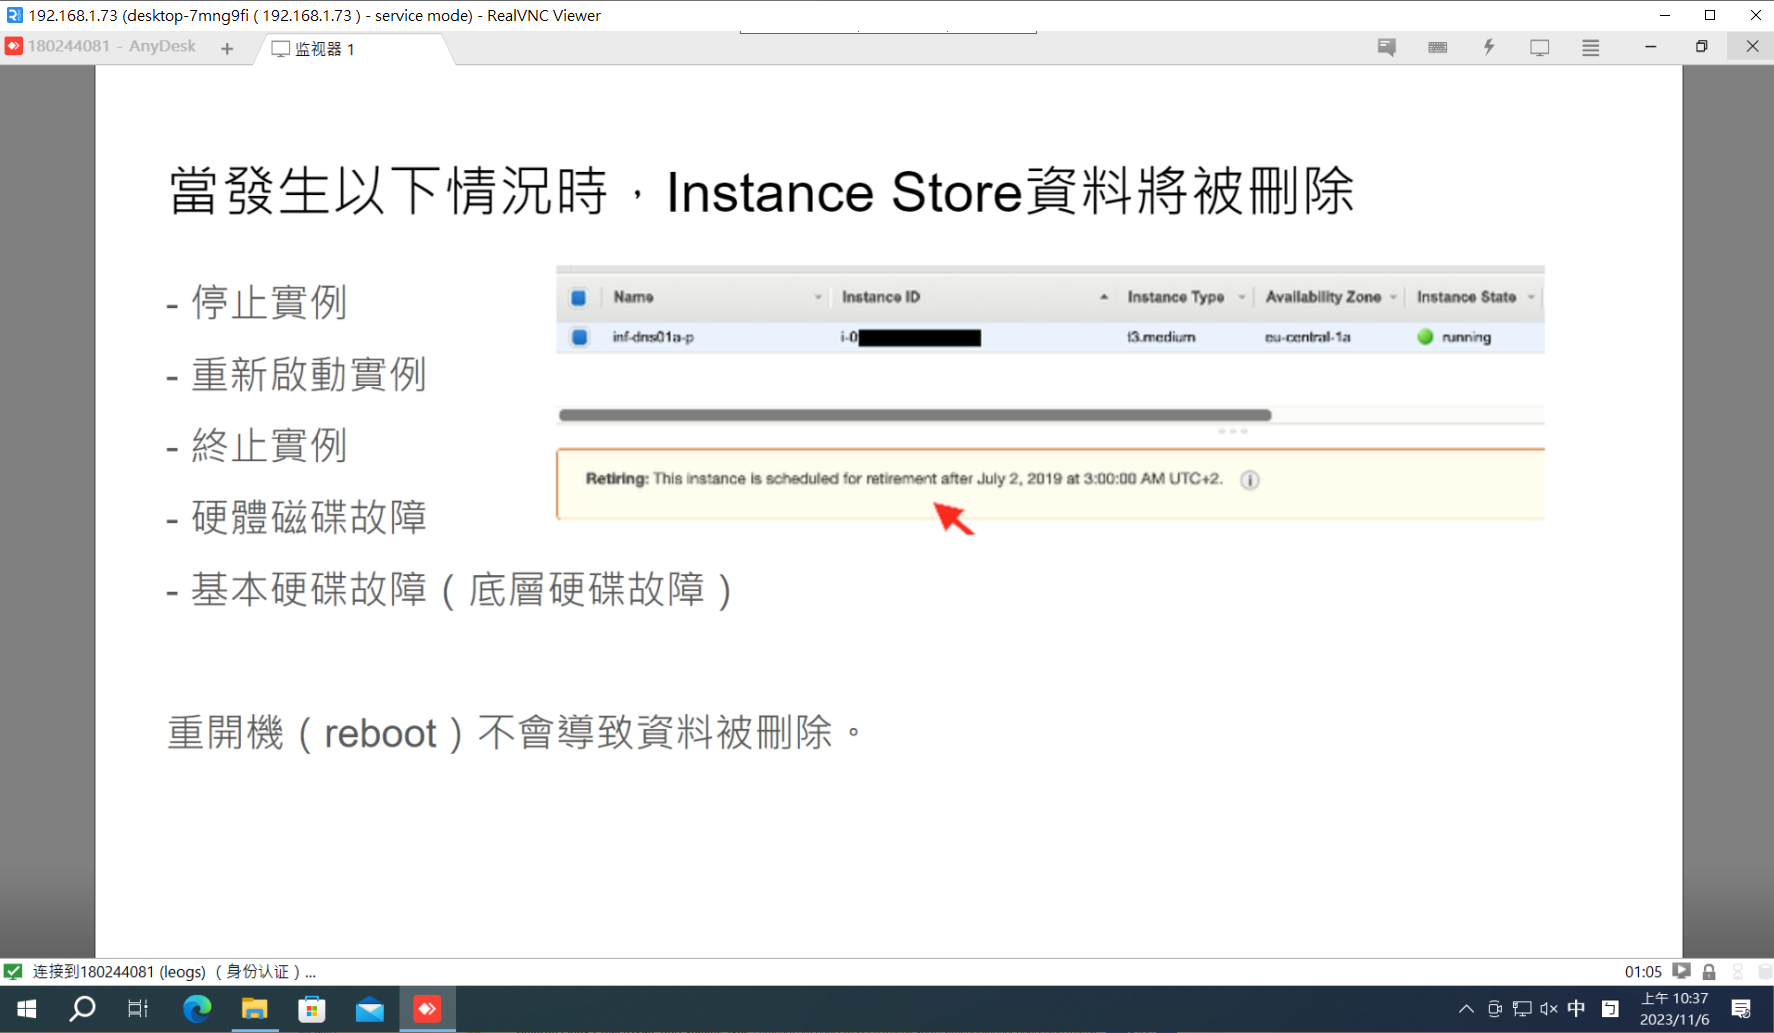 192.168.1.73 (desktop-7mng9fi ( 192.168.1.73 ) - service mode) - RealVNC Viewer
180244081 - AnyDesk
监视器 1
當發生以下情況時，Instance Store資料將被刪除
- 停止實例
- 重新啟動實例
- 終止實例
- 硬體磁碟故障
- 基本硬碟故障（底層硬碟故障）
Name Instance ID Instance Type Availability Zone Instance State
inf-dns01a-p i-0 t3.medium eu-central-1a running
Retiring: This instance is scheduled for retirement after July 2, 2019 at 3:00:00 AM UTC+2.
重開機（reboot）不會導致資料被刪除。
连接到180244081 (leogs) （身份认证）...
01:05
中
上午 10:37
2023/11/6